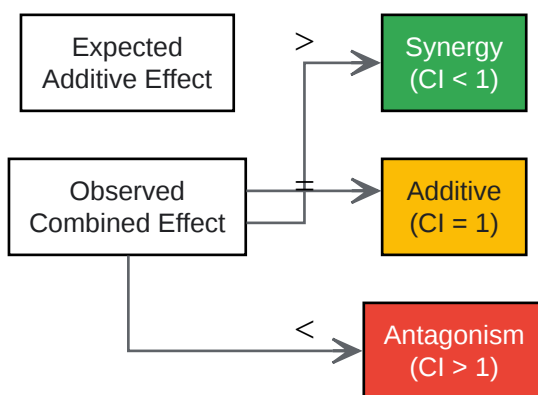 Expected
Additive Effect
>
Synergy
(CI < 1)
Observed
Combined Effect
=
Additive
(CI = 1)
<
Antagonism
(CI > 1)